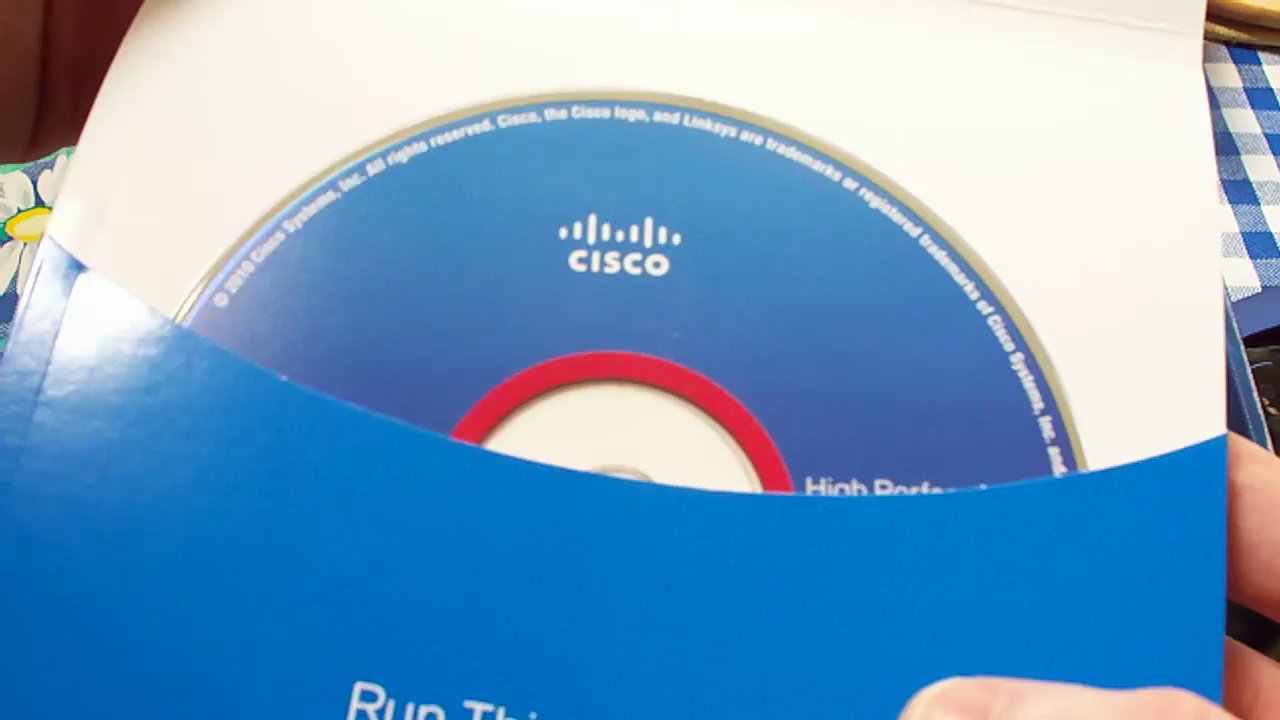 © 2010 Cisco Systems, Inc. All rights reserved. Cisco, the Cisco logo, and Linksys are trademarks or registered trademarks of Cisco Systems, Inc. and
CISCO
High
Run